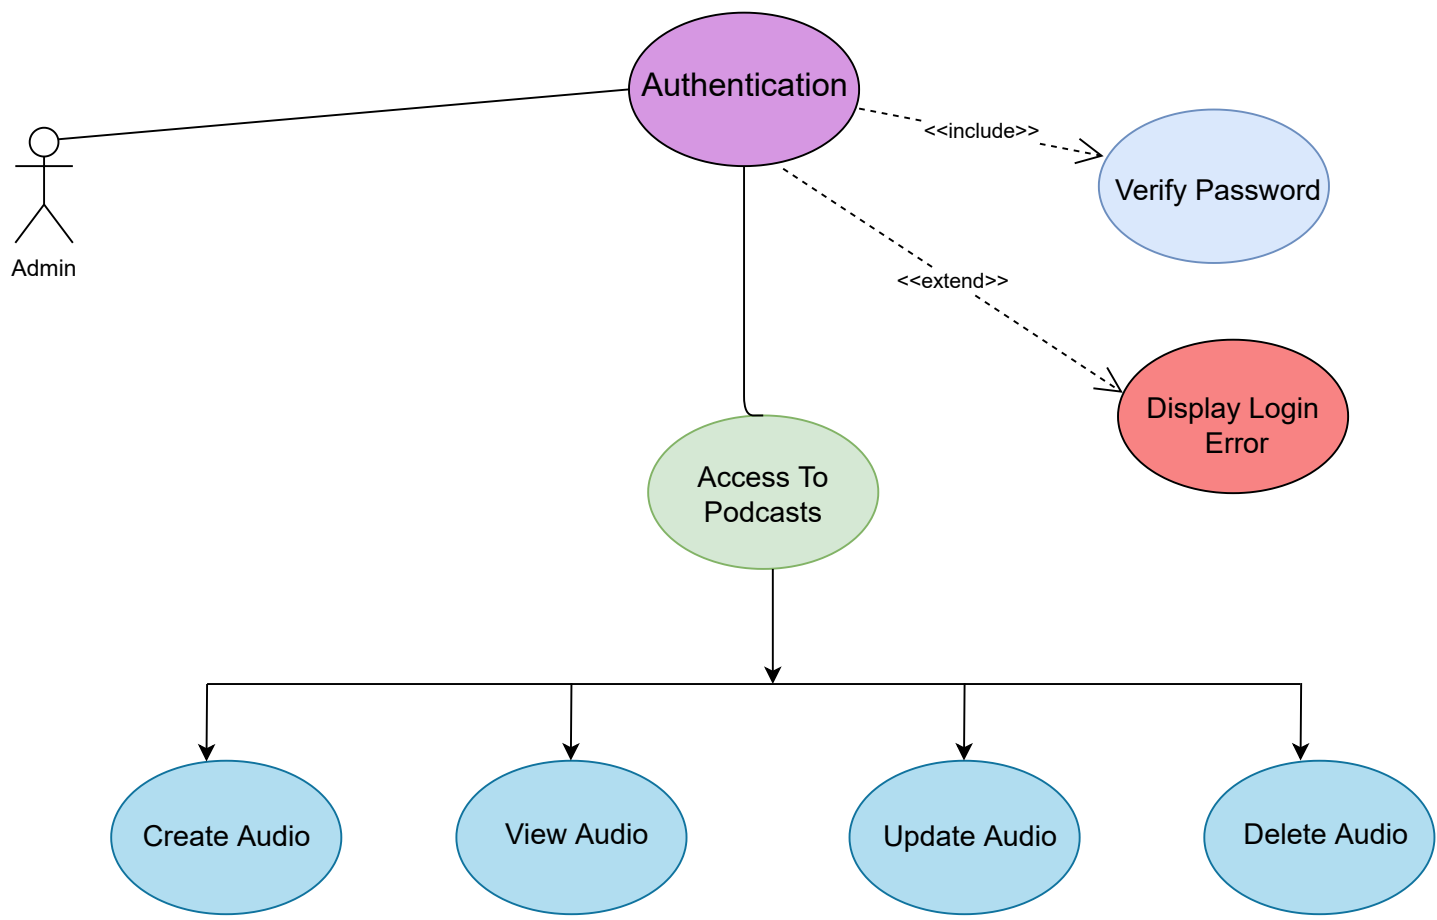 Authentication
<<include>>
Verify Password
Admin
<<extend>>
Display Login
Error
Access To
Podcasts
Create Audio
View Audio
Update Audio
Delete Audio